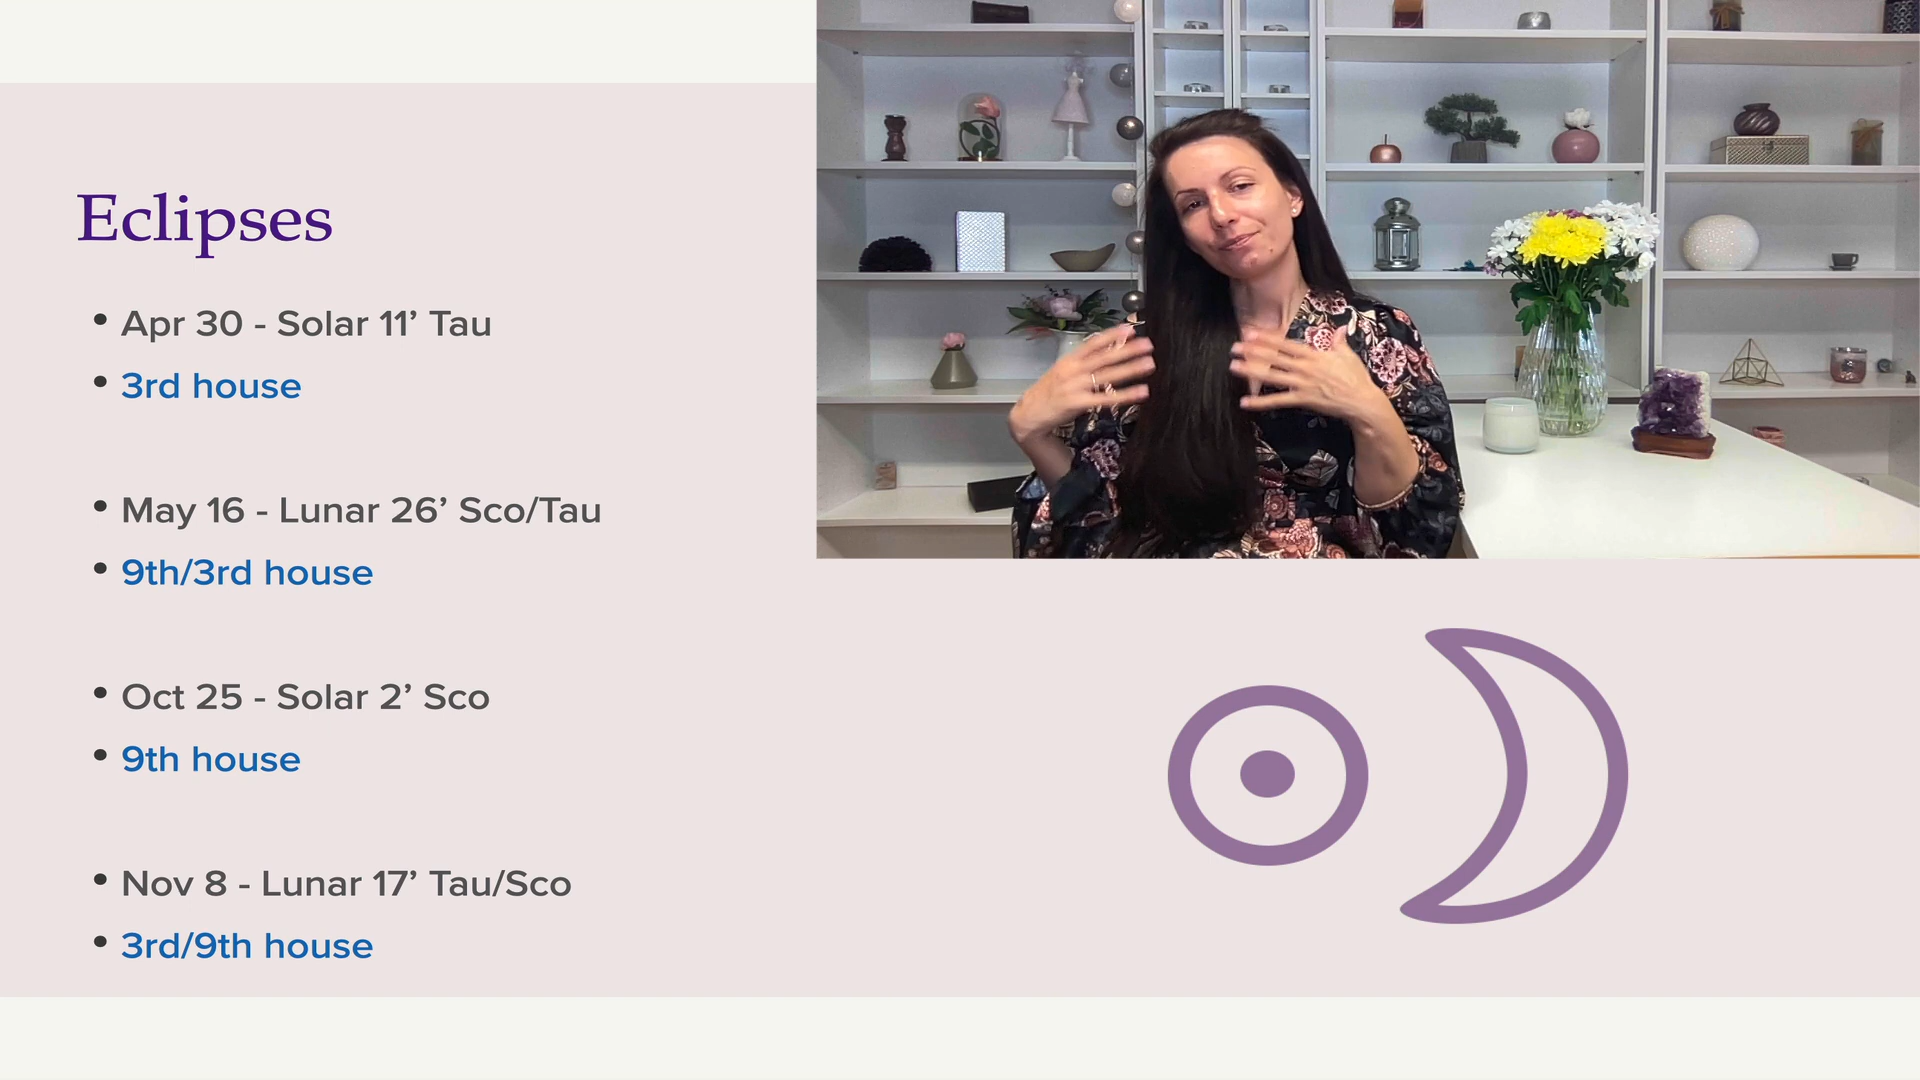 Eclipses
• Apr 30 - Solar 11’ Tau
• 3rd house
• May 16 - Lunar 26’ Sco/Tau
• 9th/3rd house
• Oct 25 - Solar 2’ Sco
• 9th house
• Nov 8 - Lunar 17’ Tau/Sco
• 3rd/9th house